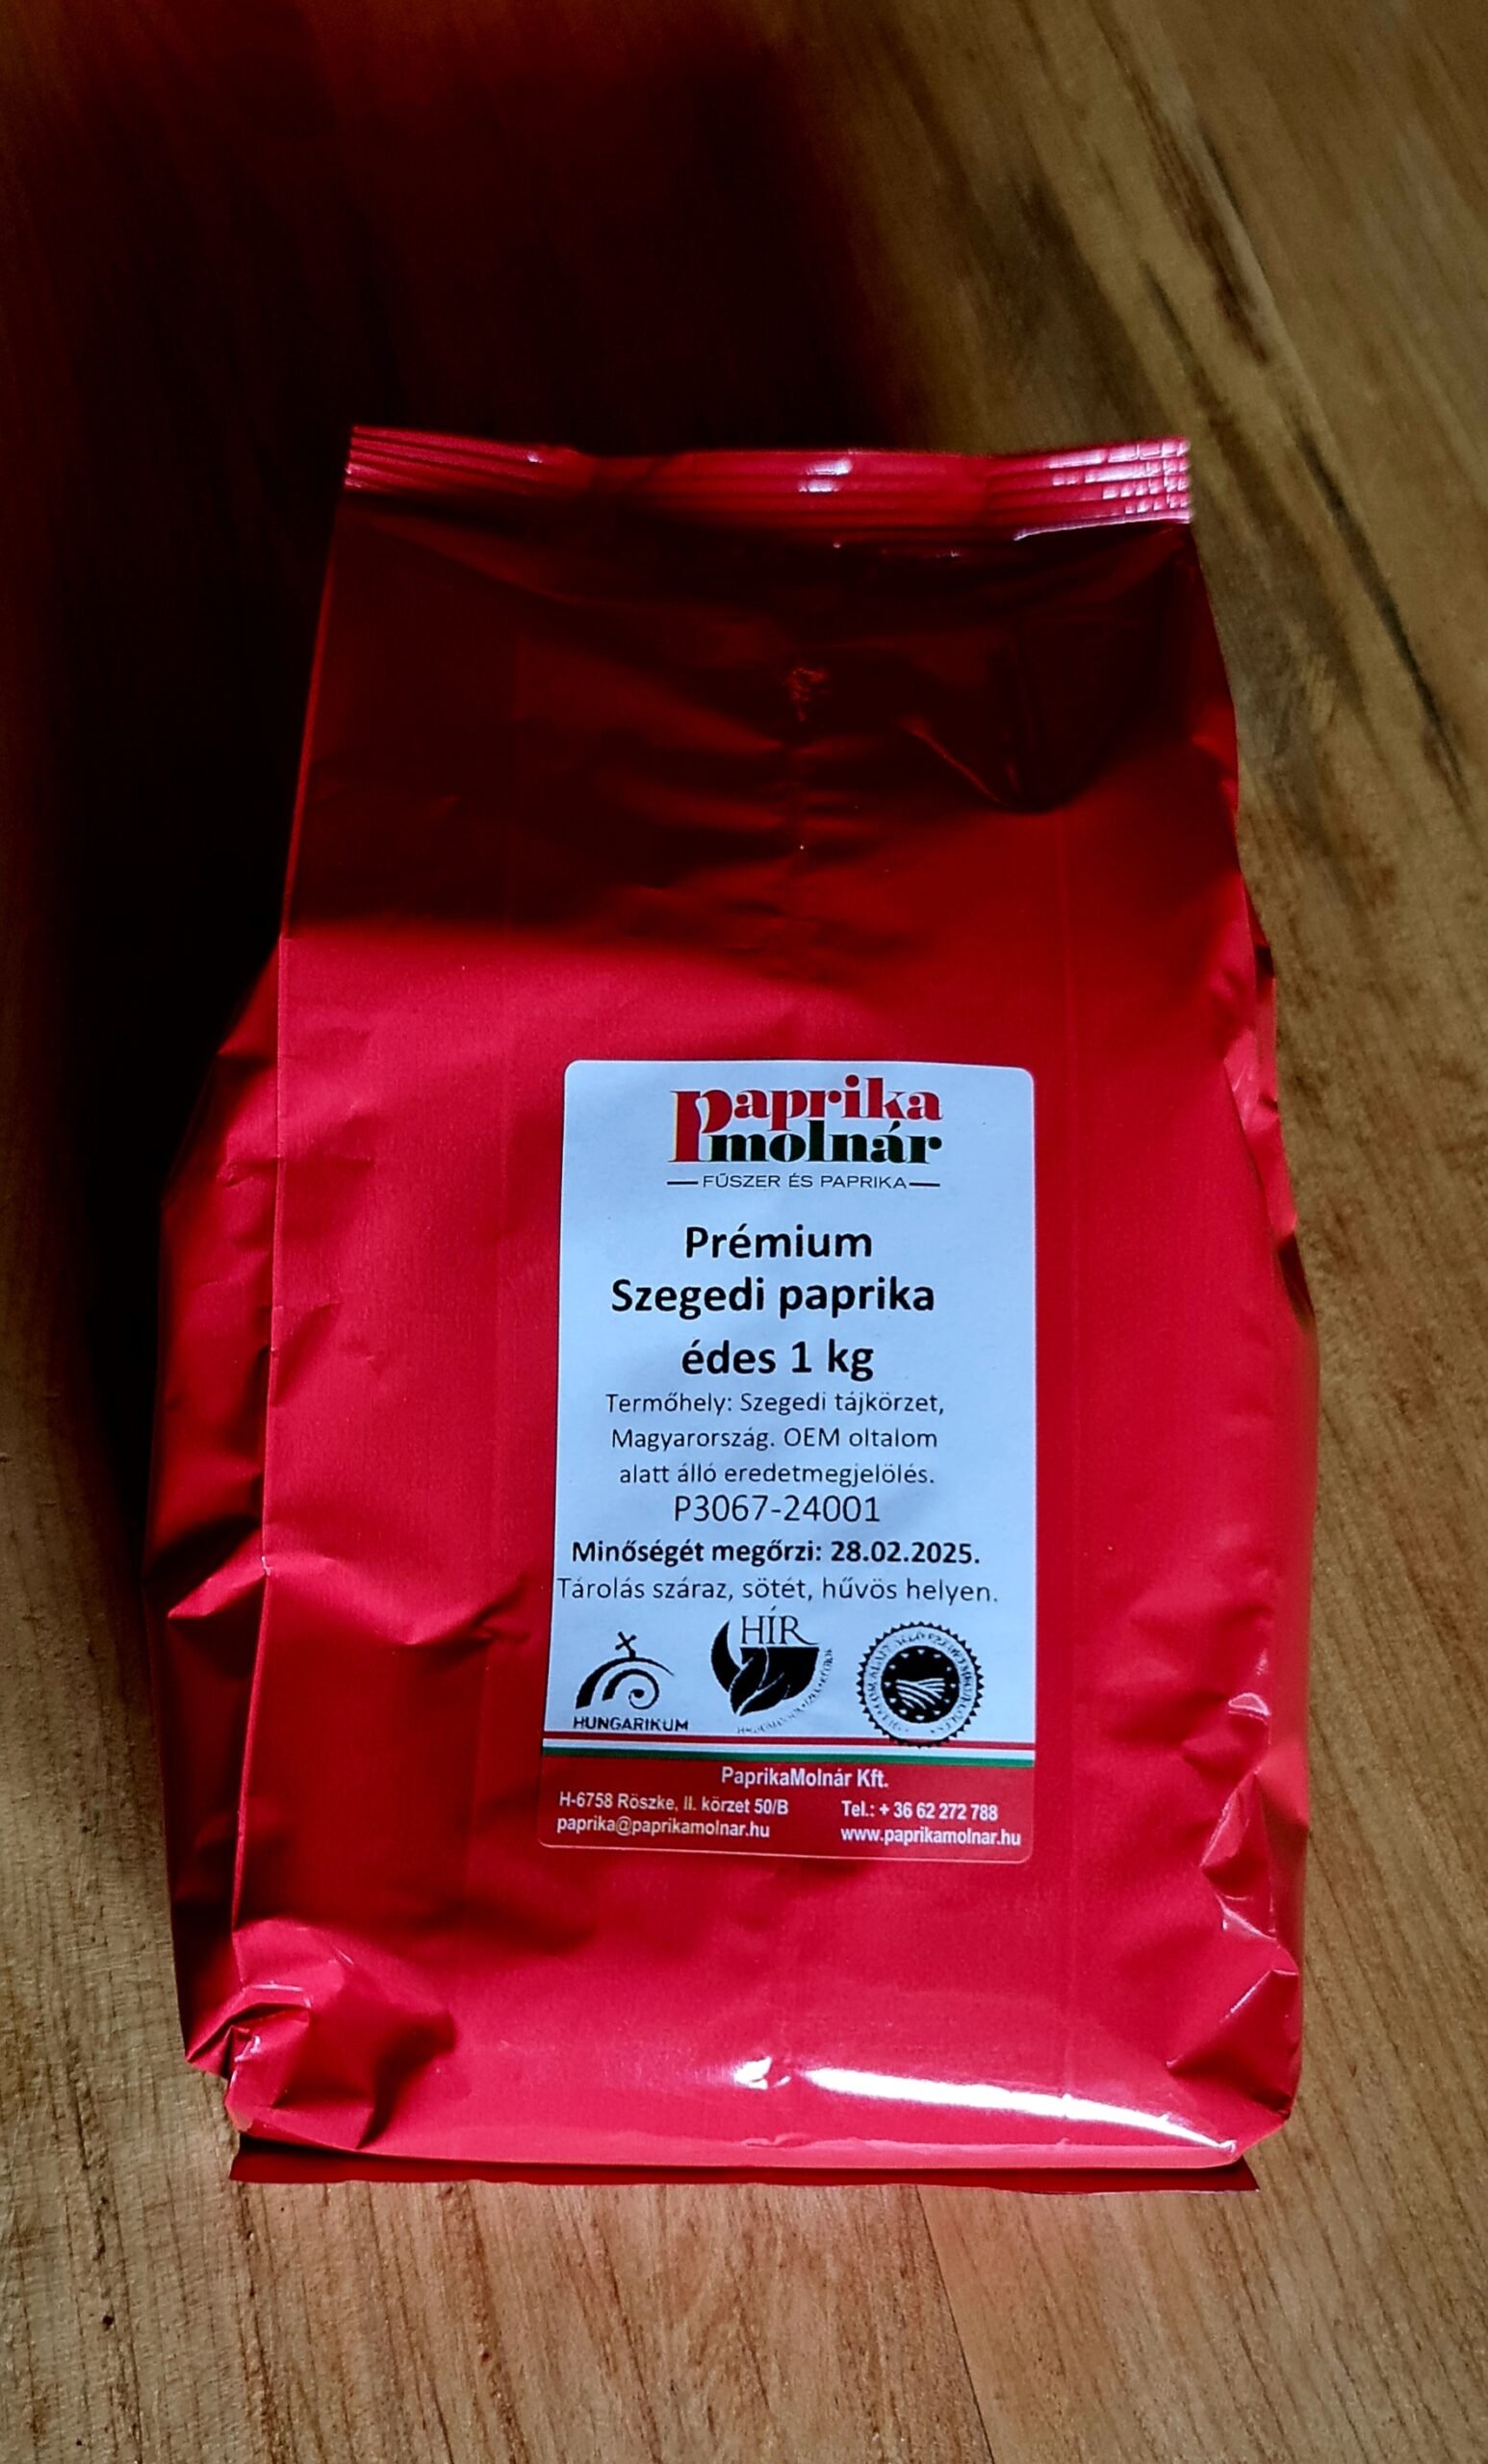 paprika
molnár
FŰSZER ÉS PAPRIKA
Prémium
Szegedi paprika
édes 1 kg
Termőhely: Szegedi tájkörzet,
Magyarország. OEM oltalom
alatt álló eredetmegjelölés.
P3067-24001
Minőségét megőrzi: 28.02.2025.
Tárolás száraz, sötét, hűvös helyen.
HUNGARIKUM
HÍR
PaprikaMolnár Kft.
H-6758 Röszke, II. körzet 50/B
Tel.: + 36 62 272 788
paprika@paprikamolnar.hu
www.paprikamolnar.hu